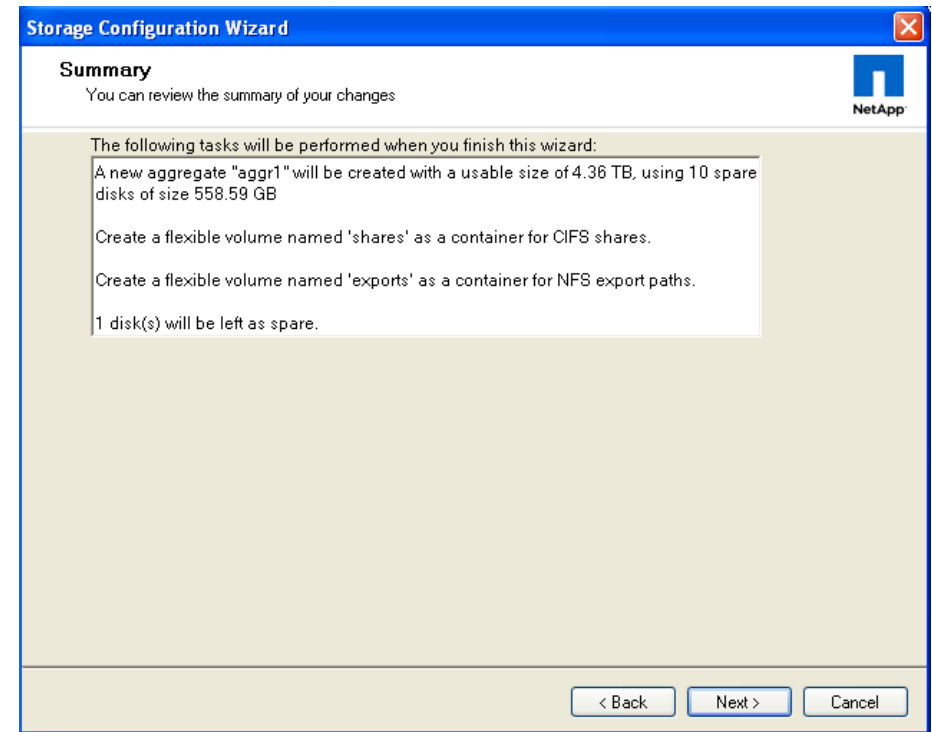 Storage Configuration Wizard
Summary
You can review the summary of your changes
NetApp
The following tasks will be performed when you finish this wizard:
A new aggregate "aggr1" will be created with a usable size of 4.36 TB, using 10 spare
disks of size 558.59 GB
Create a flexible volume named 'shares' as a container for CIFS shares.
Create a flexible volume named 'exports' as a container for NFS export paths.
1 disk(s) will be left as spare.
< Back
Next >
Cancel